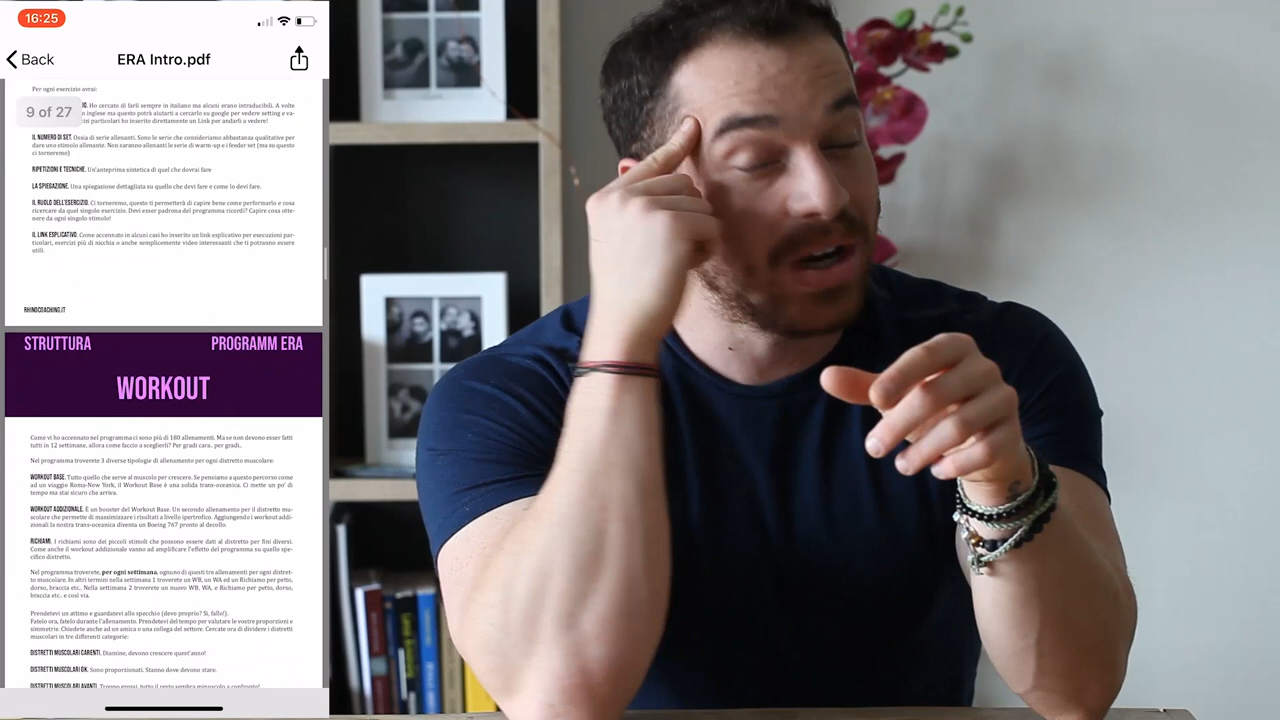 16:25
Back
ERA Intro.pdf
Per ogni esercizio avrai:
9 of 27
Ho cercato di farli sempre in italiano ma alcuni erano introducibili. A volte
inglese ma questo potrà aiutarti a cercarlo su google per vedere setting e va-
izi particolari ho inserito direttamente un Link per andarli a vedere!
IL NUMERO DI SET. Ossia di serie allenanti. Sono le serie che consideriamo abbastanza qualitative per
dare uno stimolo allenante. Non saranno allenanti le serie di warm-up e i feeder set (ma su questo
ci torneremo)
RIPETIZIONI E TECNICHE. Un'anteprima sintetica di quel che dovrai fare
LA SPIEGAZIONE. Una spiegazione dettagliata su quello che devi fare e come lo devi fare.
IL RUOLO DELL'ESERCIZIO. Ci torneremo, questo ti permetterà di capire bene come performarlo e cosa
ricercare da quel singolo esercizio. Devi esser padrona del programma ricordi? Capire cosa otte-
nere da ogni singolo stimolo!
IL LINK ESPLICATIVO. Come accennato in alcuni casi ho inserito un link esplicativo per esecuzioni par-
ticolari, esercizi più di nicchia o anche semplicemente video interessanti che ti potranno essere
utili.
RHINOCOACHING.IT
STRUTTURA
PROGRAMM ERA
WORKOUT
Come vi ho accennato nel programma ci sono più di 180 allenamenti. Ma se non devono esser fatti
tutti in 12 settimane, allora come faccio a sceglierli? Per gradi cara.. per gradi..
Nel programma troverete 3 diverse tipologie di allenamento per ogni distretto muscolare:
WORKOUT BASE. Tutto quello che serve al muscolo per crescere. Se pensiamo a questo percorso come
ad un viaggio Roma-New York, il Workout Base è una solida trans-oceanica. Ci mette un po' di
tempo ma stai sicuro che arriva.
WORKOUT ADDIZIONALE. È un booster del Workout Base. Un secondo allenamento per il distretto mu-
scolare che permette di massimizzare i risultati a livello ipertrofico. Aggiungendo i workout addi-
zionali la nostra trans-oceanica diventa un Boeing 767 pronto al decollo.
RICHIAMI. I richiami sono dei piccoli stimoli che possono essere dati al distretto per fini diversi.
Come anche il workout addizionale vanno ad amplificare l'effetto del programma su quello spe-
cifico distretto.
Nel programma troverete, per ogni settimana, ognuno di questi tre allenamenti per ogni distret-
to muscolare. In altri termini nella settimana 1 troverete un WB, un WA ed un Richiamo per petto,
dorso, braccia etc.. Nella settimana 2 troverete un nuovo WB, WA, e Richiamo per petto, dorso,
braccia etc.. e così via.
Prendetevi un attimo e guardatevi allo specchio (devo proprio? Sì, fallo!).
Fatelo ora, fatelo durante l'allenamento. Prendetevi del tempo per valutare le vostre proporzioni e
simmetrie. Chiedete anche ad un amica o una collega del settore. Cercate ora di dividere i distretti
muscolari in tre differenti categorie:
DISTRETTI MUSCOLARI CARENTI. Diamine, devono crescere quest'anno!
DISTRETTI MUSCOLARI OK. Sono proporzionati. Stanno dove devono stare.
DISTRETTI MUSCOLARI AVANTI. Troppo grossi, tutto il resto sembra minuscolo a confronto!